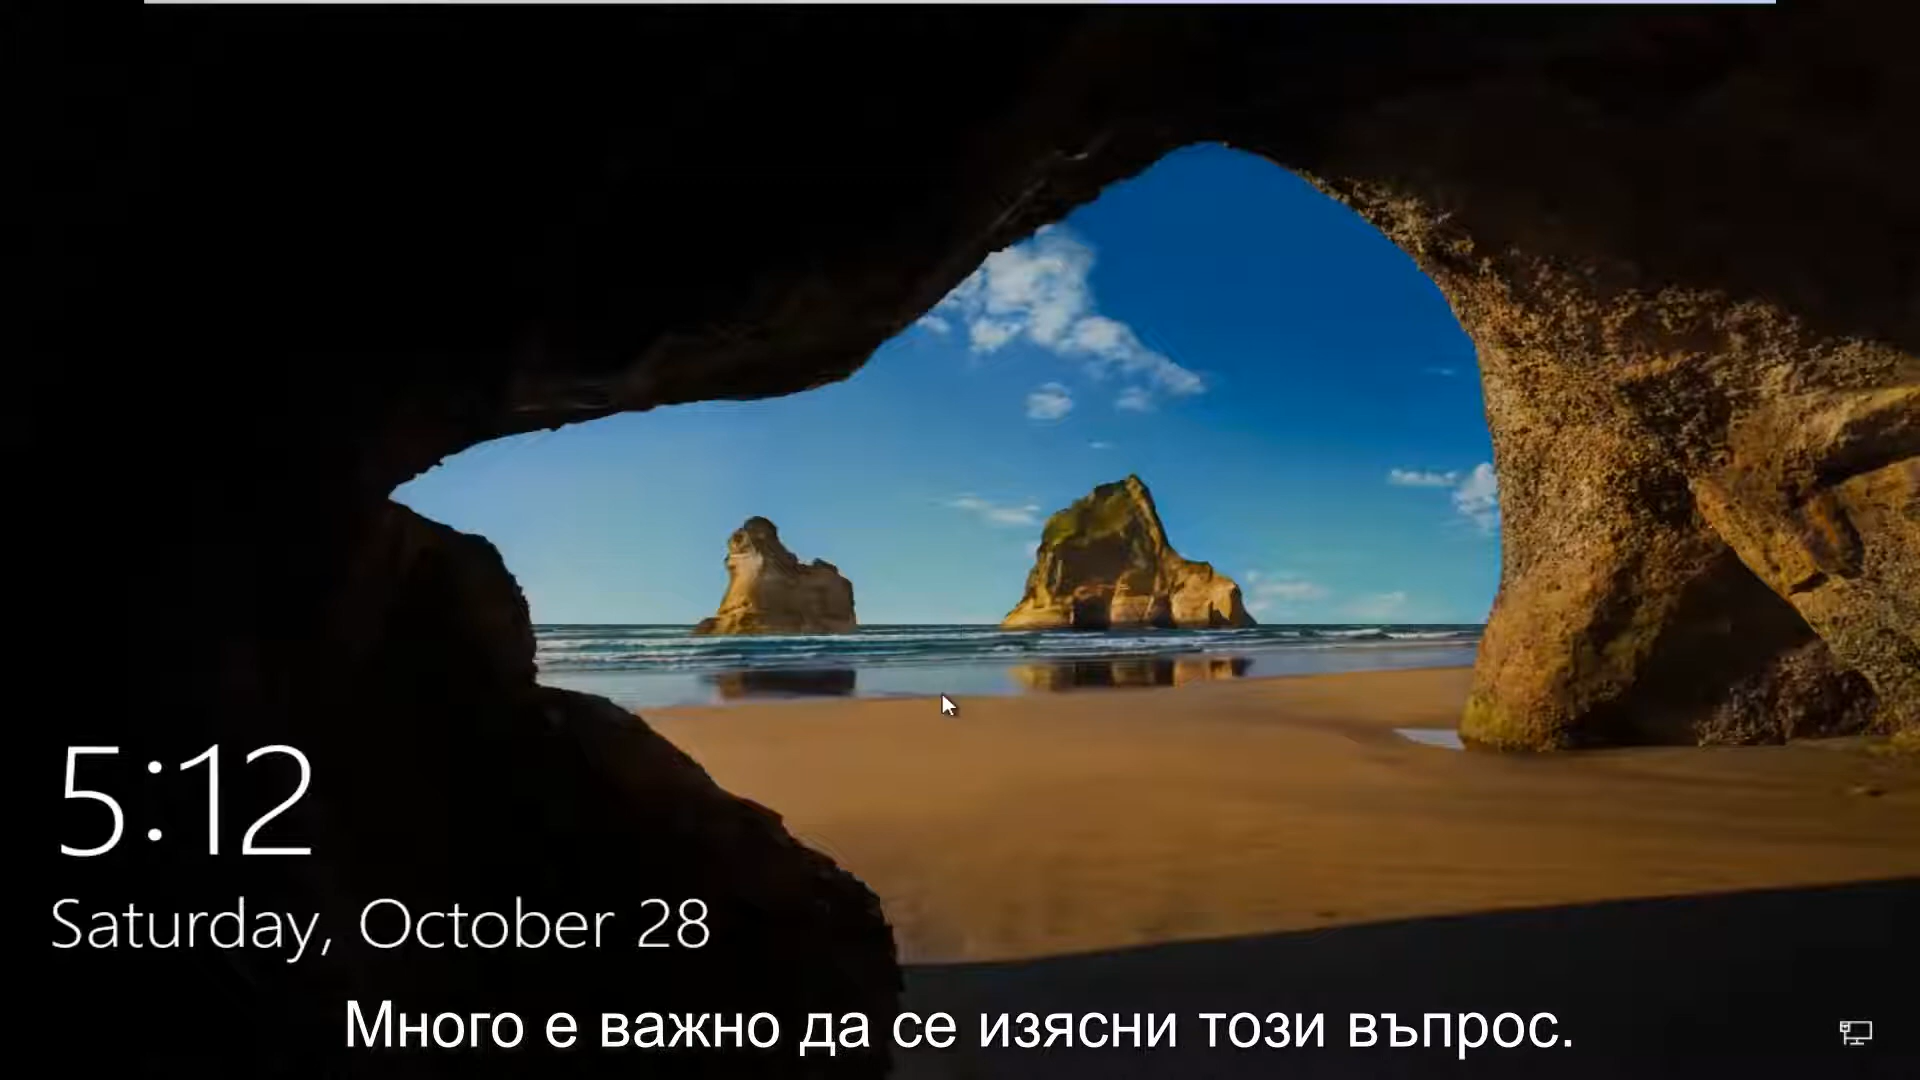 5:12
Saturday, October 28
Много е важно да се изясни този въпрос.